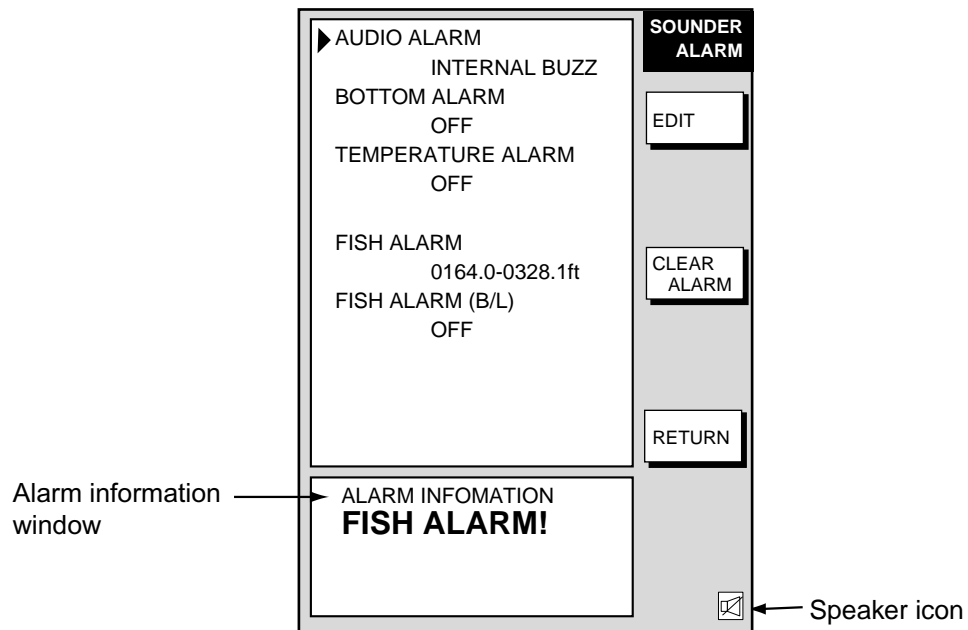 AUDIO ALARM
INTERNAL BUZZ
BOTTOM ALARM
OFF
TEMPERATURE ALARM
OFF
FISH ALARM
0164.0-0328.1ft
FISH ALARM (B/L)
OFF
SOUNDER
ALARM
EDIT
CLEAR
ALARM
RETURN
Alarm information
window
ALARM INFOMATION
FISH ALARM!
Speaker icon